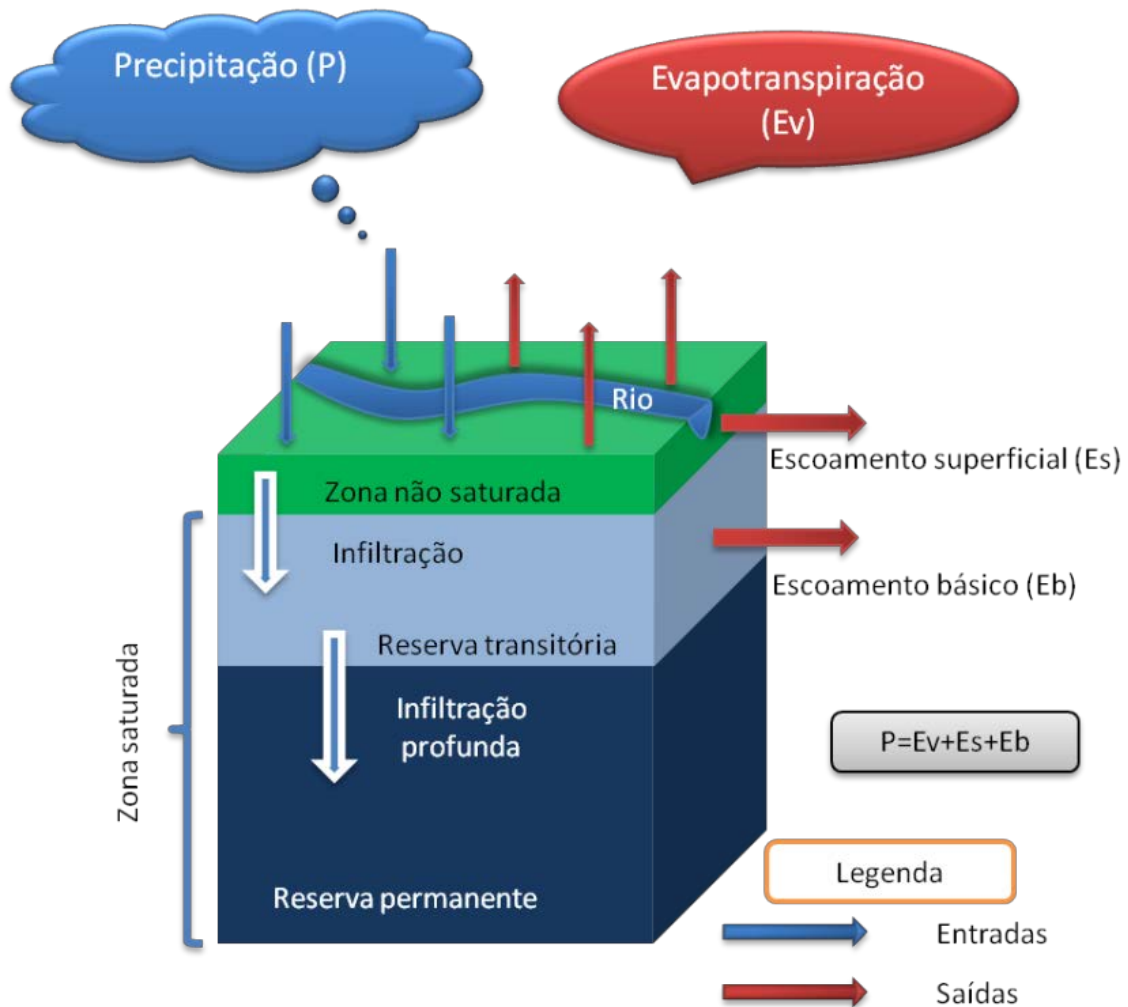 Precipitação (P)
Evapotranspiração
(Ev)
Rio
Escoamento superficial (Es)
Zona não saturada
Infiltração
Escoamento básico (Eb)
Reserva transitória
Zona saturada
Infiltração
profunda
P=Ev+Es+Eb
Legenda
Reserva permanente
Entradas
Saídas